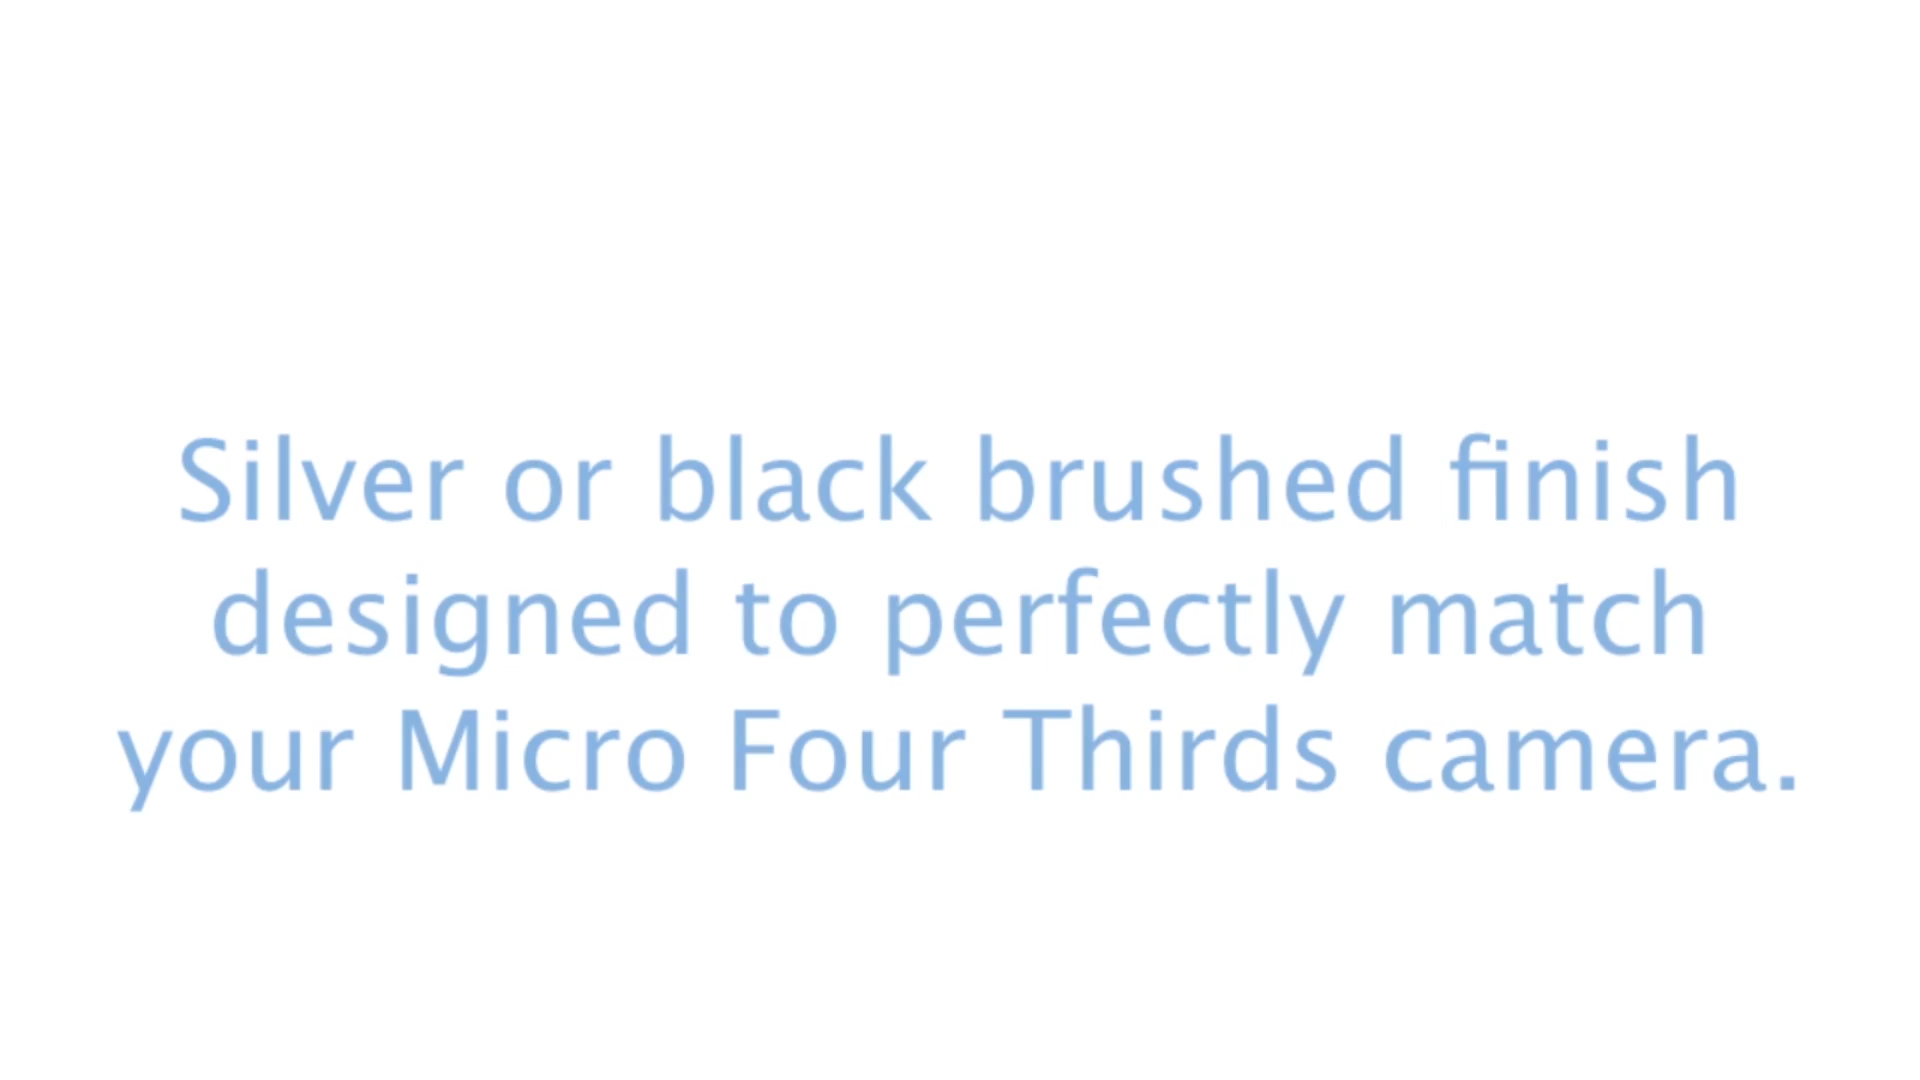 Silver or black brushed finish
designed to perfectly match
your Micro Four Thirds camera.